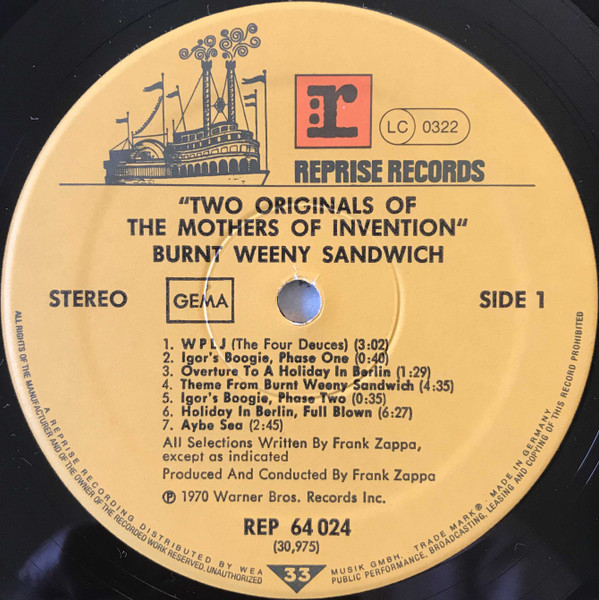 r
LC 0322
REPRISE RECORDS
"TWO ORIGINALS OF
THE MOTHERS OF INVENTION"
BURNT WEENY SANDWICH
STEREO GEMA SIDE 1
1. WPLJ (The Four Deuces) (3:02)
2. Igor's Boogie, Phase One (0:40)
3. Overture To A Holiday In Berlin (1:29)
4. Theme From Burnt Weeny Sandwich (4:35)
5. Igor's Boogie, Phase Two (0:35)
6. Holiday In Berlin, Full Blown (6:27)
7. Aybe Sea (2:45)
All Selections Written By Frank Zappa,
except as indicated
Produced And Conducted By Frank Zappa
℗ 1970 Warner Bros. Records Inc.
REP 64 024
(30,975)
33
ALL RIGHTS OF THE MANUFACTURER AND OF THE OWNER OF THE RECORDED WORK RESERVED, UNAUTHORIZED PUBLIC PERFORMANCE, BROADCASTING, LEASING AND COPYING OF THIS RECORD PROHIBITED
A REPRISE RECORDING DISTRIBUTED BY WEA MUSIK GMBH. TRADE MARK ®. MADE IN GERMANY.